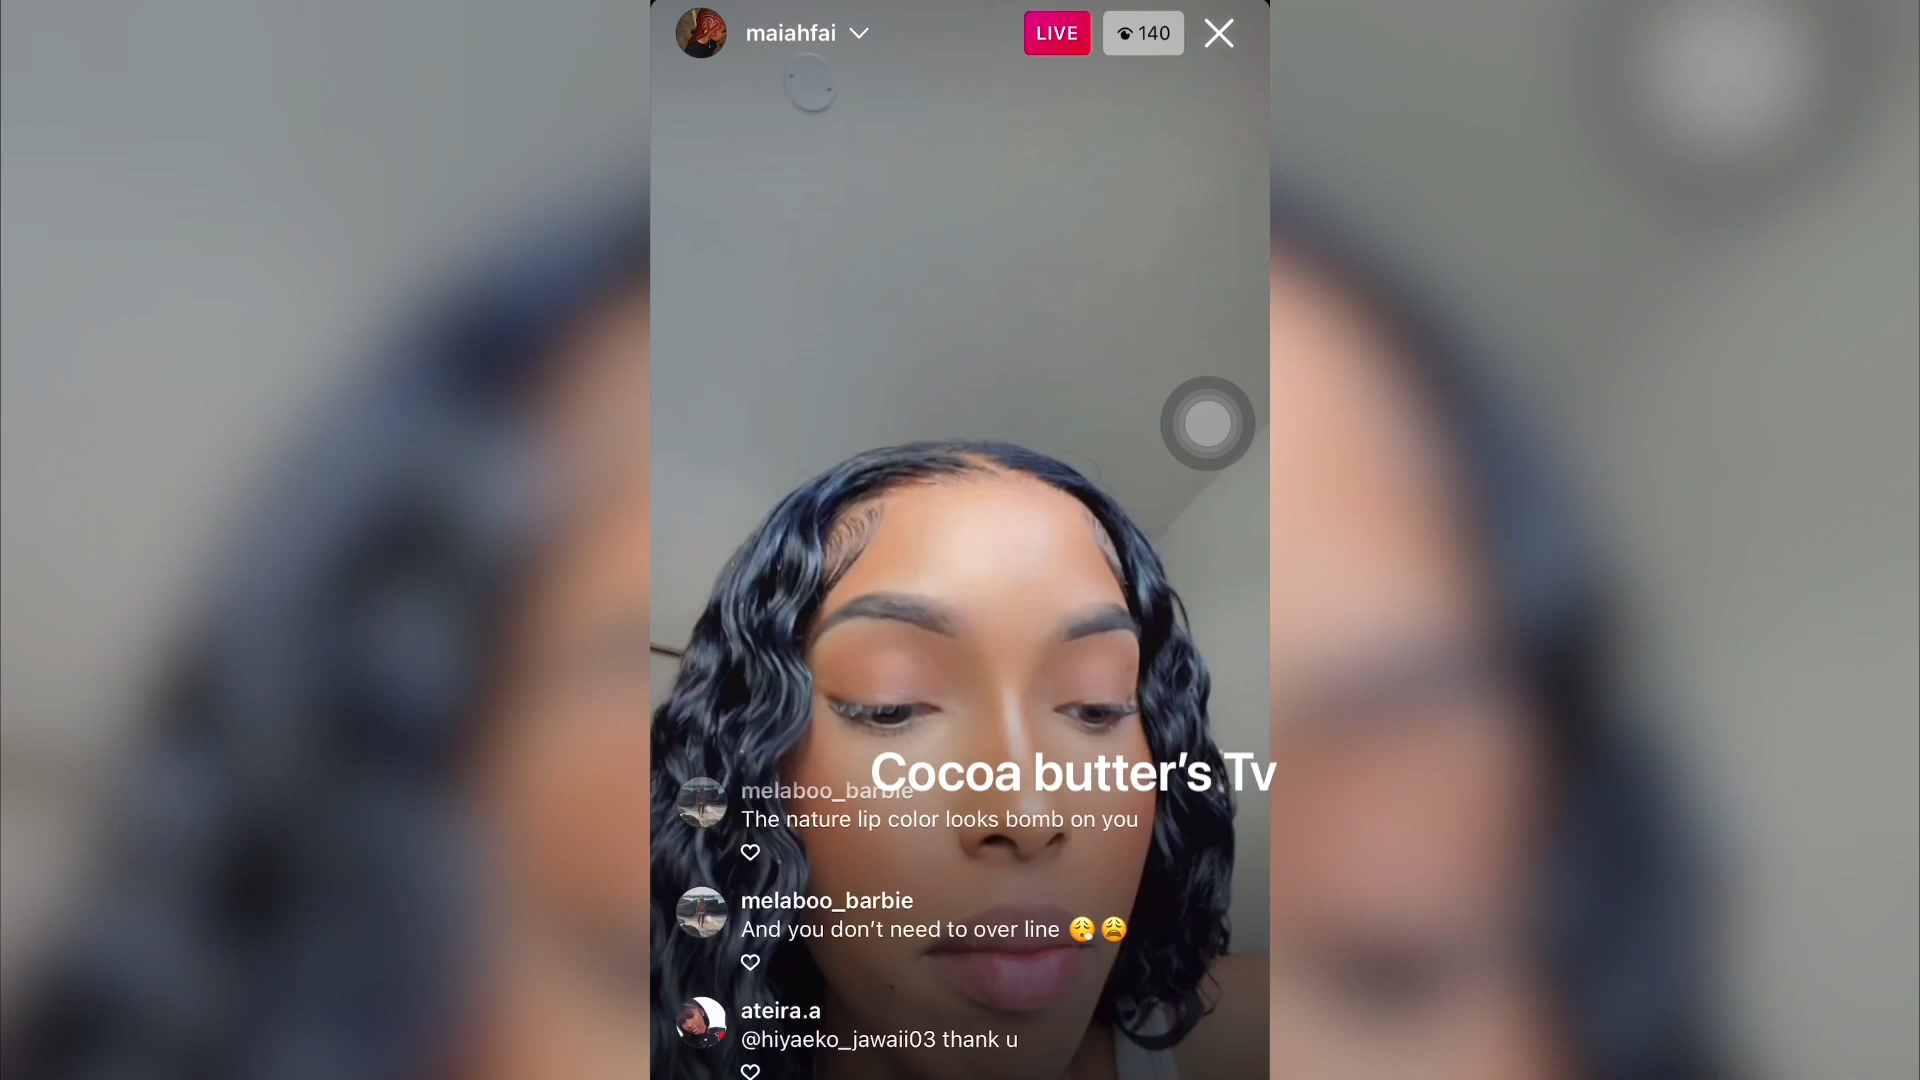 maiahfai
LIVE
140
Cocoa butter’s Tv
melaboo_barbie
The nature lip color looks bomb on you
melaboo_barbie
And you don’t need to over line 😮‍💨😩
ateira.a
@hiyaeko_jawaii03 thank u